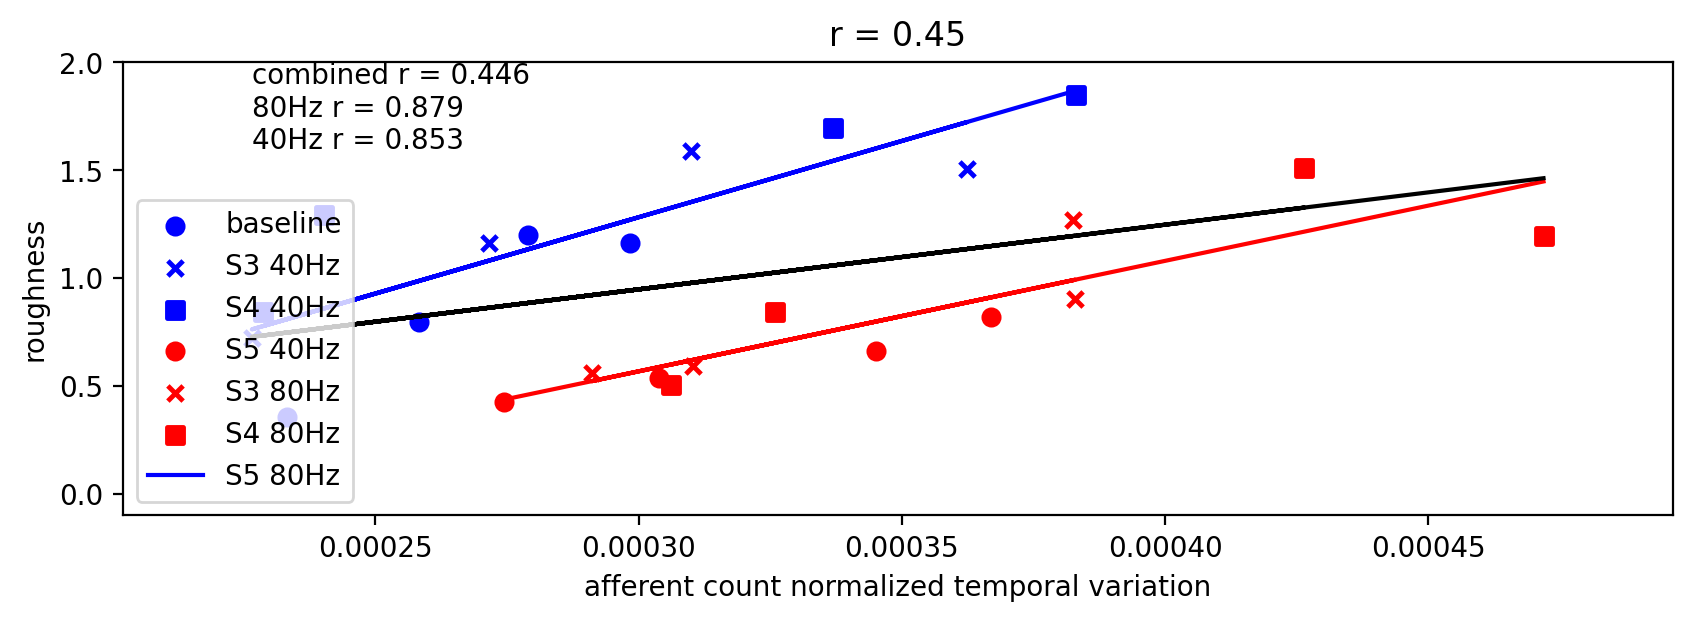 r = 0.45
combined r = 0.446
80Hz r = 0.879
40Hz r = 0.853
2.0
1.5
1.0
0.5
0.0
roughness
baseline
S3 40Hz
S4 40Hz
S5 40Hz
S3 80Hz
S4 80Hz
S5 80Hz
0.00025 0.00030 0.00035 0.00040 0.00045
afferent count normalized temporal variation